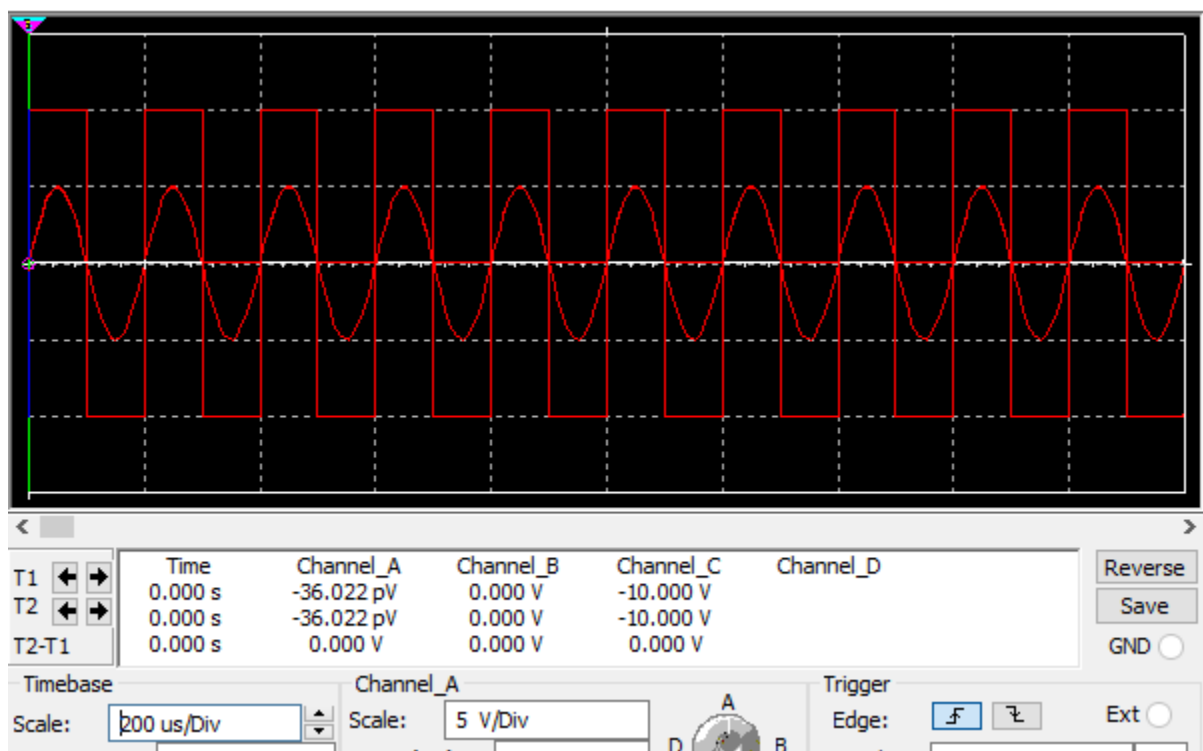 Time Channel_A Channel_B Channel_C Channel_D
T1 0.000 s -36.022 pV 0.000 V -10.000 V
T2 0.000 s -36.022 pV 0.000 V -10.000 V
T2-T1 0.000 s 0.000 V 0.000 V 0.000 V
Reverse
Save
GND
Timebase
Scale: 200 us/Div
Channel_A
Scale: 5 V/Div
A
D
B
Trigger
Edge:
Ext